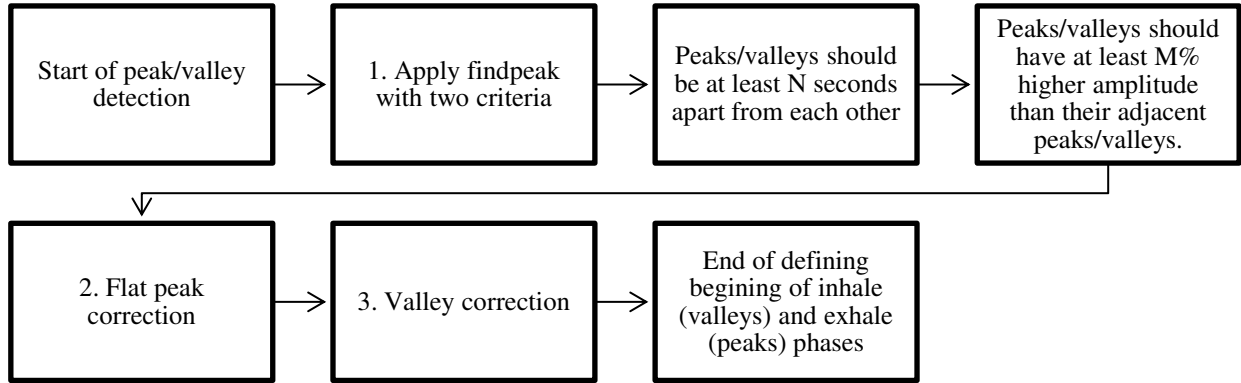 Start of peak/valley
detection
1. Apply findpeak
with two criteria
Peaks/valleys should
be at least N seconds
apart from each other
Peaks/valleys should
have at least M%
higher amplitude
than their adjacent
peaks/valleys.
2. Flat peak
correction
3. Valley correction
End of defining
begining of inhale
(valleys) and exhale
(peaks) phases